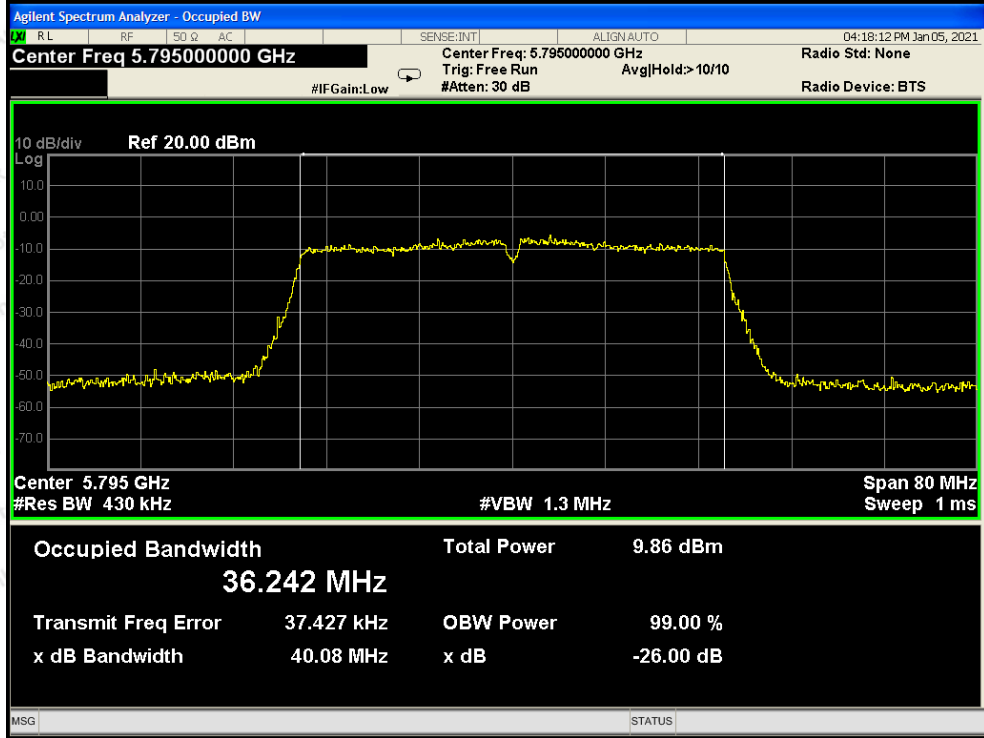 Agilent Spectrum Analyzer - Occupied BW
LXI RL RF 50 Ω AC SENSE:INT ALIGN AUTO 04:18:12 PM Jan 05, 2021
Center Freq 5.795000000 GHz Center Freq: 5.795000000 GHz Radio Std: None
Trig: Free Run Avg|Hold:>10/10
#IFGain:Low #Atten: 30 dB Radio Device: BTS
10 dB/div Ref 20.00 dBm
Log
10.0
0.00
-10.0
-20.0
-30.0
-40.0
-50.0
-60.0
-70.0
Center 5.795 GHz Span 80 MHz
#Res BW 430 kHz #VBW 1.3 MHz Sweep 1 ms
Occupied Bandwidth Total Power 9.86 dBm
36.242 MHz
Transmit Freq Error 37.427 kHz OBW Power 99.00 %
x dB Bandwidth 40.08 MHz x dB -26.00 dB
MSG STATUS